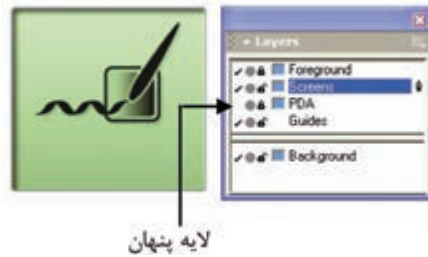 Layers
Foreground
Screens
PDA
Guides
Background
لایه پنهان